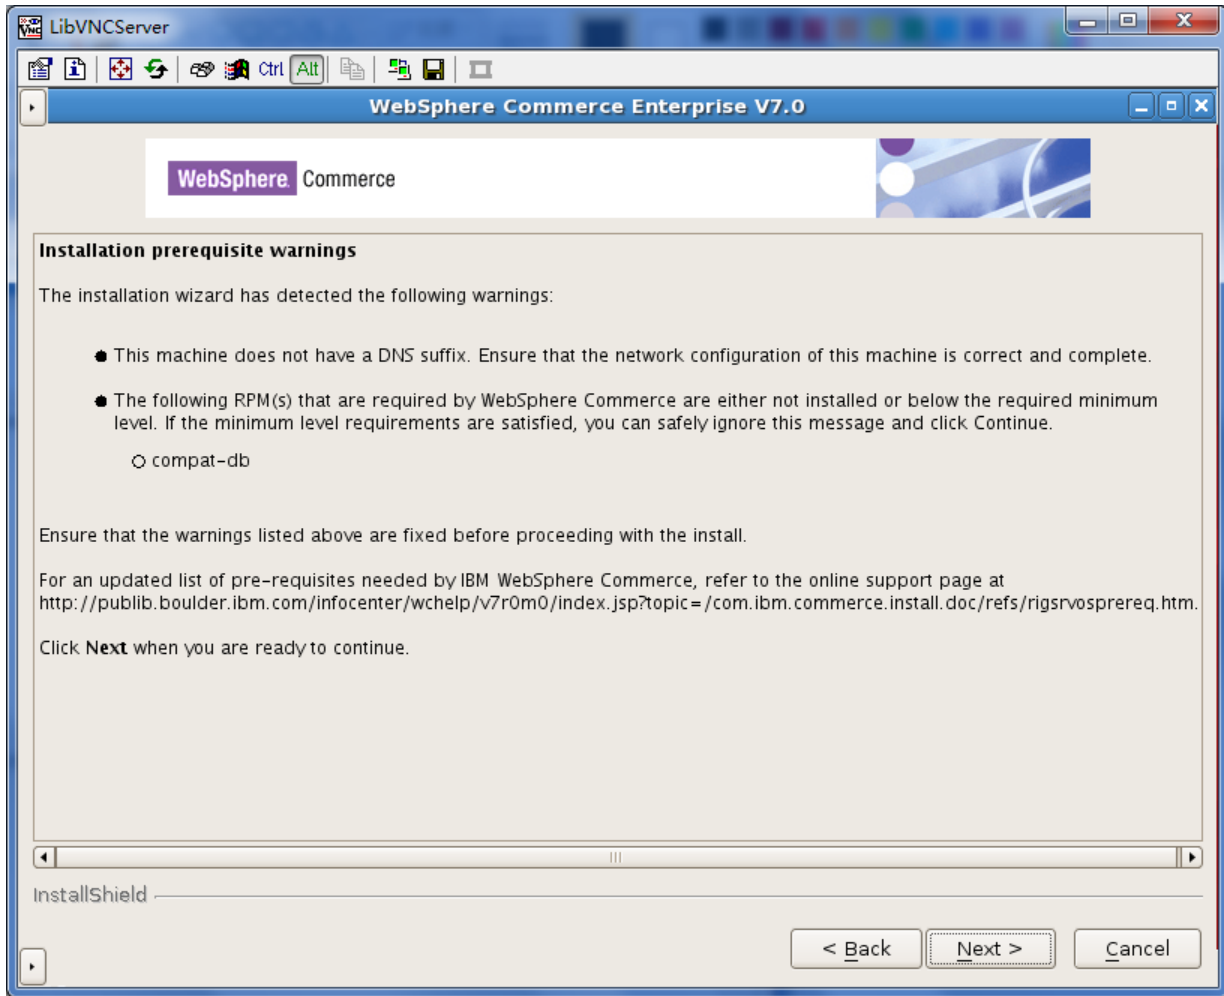 LibVNCServer
Ctrl Alt
WebSphere Commerce Enterprise V7.0
WebSphere. Commerce
Installation prerequisite warnings
The installation wizard has detected the following warnings:
This machine does not have a DNS suffix. Ensure that the network configuration of this machine is correct and complete.
The following RPM(s) that are required by WebSphere Commerce are either not installed or below the required minimum
level. If the minimum level requirements are satisfied, you can safely ignore this message and click Continue.
compat-db
Ensure that the warnings listed above are fixed before proceeding with the install.
For an updated list of pre-requisites needed by IBM WebSphere Commerce, refer to the online support page at
http://publib.boulder.ibm.com/infocenter/wchelp/v7r0m0/index.jsp?topic=/com.ibm.commerce.install.doc/refs/rigsrvosprereq.htm.
Click Next when you are ready to continue.
InstallShield
< Back Next > Cancel